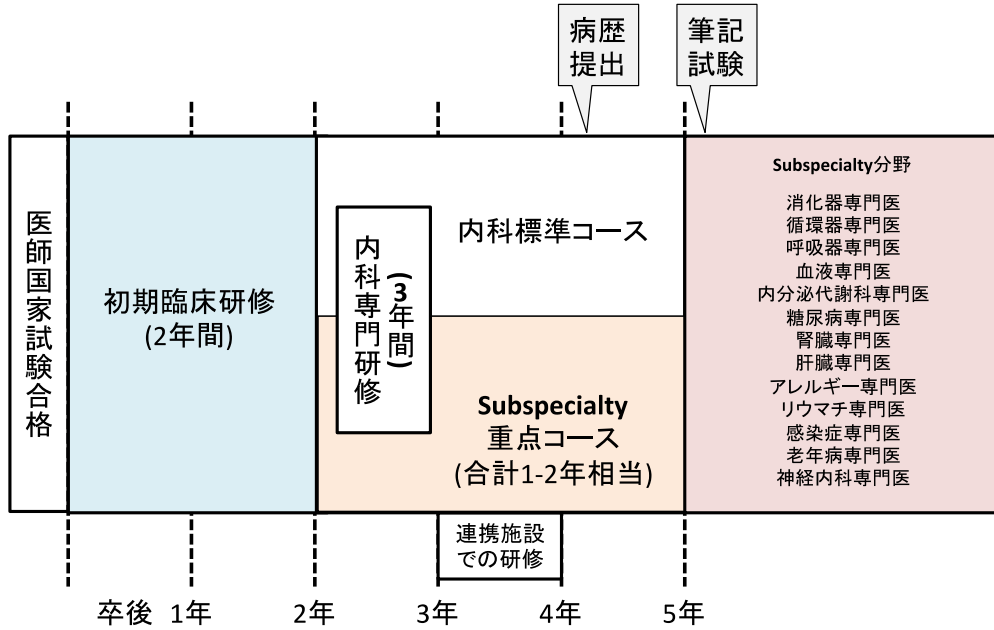 病歴
提出
筆記
試験
医師国家試験合格
初期臨床研修
(2年間)
内科専門研修
(3年間)
内科標準コース
Subspecialty
重点コース
(合計1-2年相当)
連携施設
での研修
Subspecialty分野
消化器専門医
循環器専門医
呼吸器専門医
血液専門医
内分泌代謝科専門医
糖尿病専門医
腎臓専門医
肝臓専門医
アレルギー専門医
リウマチ専門医
感染症専門医
老年病専門医
神経内科専門医
卒後 1年 2年 3年 4年 5年